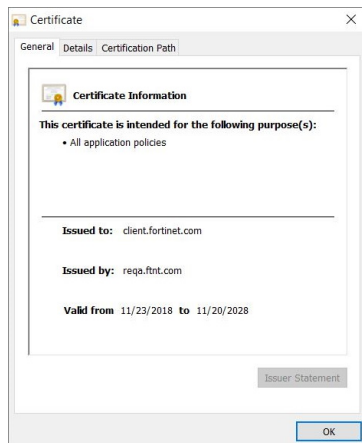 Certificate
General Details Certification Path
Certificate Information
This certificate is intended for the following purpose(s):
• All application policies
Issued to: client.fortinet.com
Issued by: reqa.ftnt.com
Valid from 11/23/2018 to 11/20/2028
Issuer Statement
OK